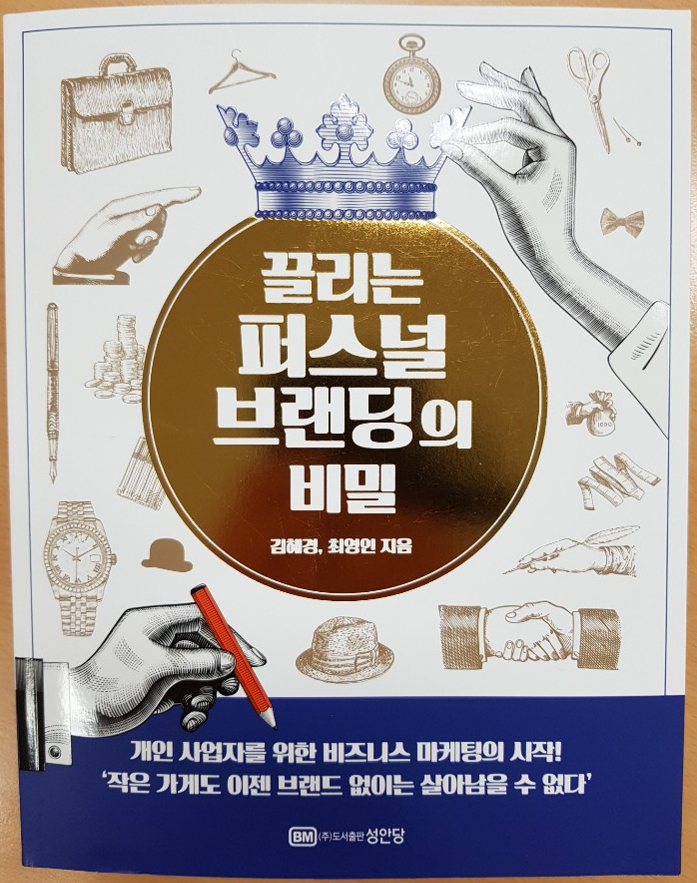 끌리는
퍼스널
브랜딩의
비밀
김혜경, 최영인 지음
1000
개인 사업자를 위한 비즈니스 마케팅의 시작!
‘작은 가게도 이젠 브랜드 없이는 살아남을 수 없다’
BM (주)도서출판 성안당